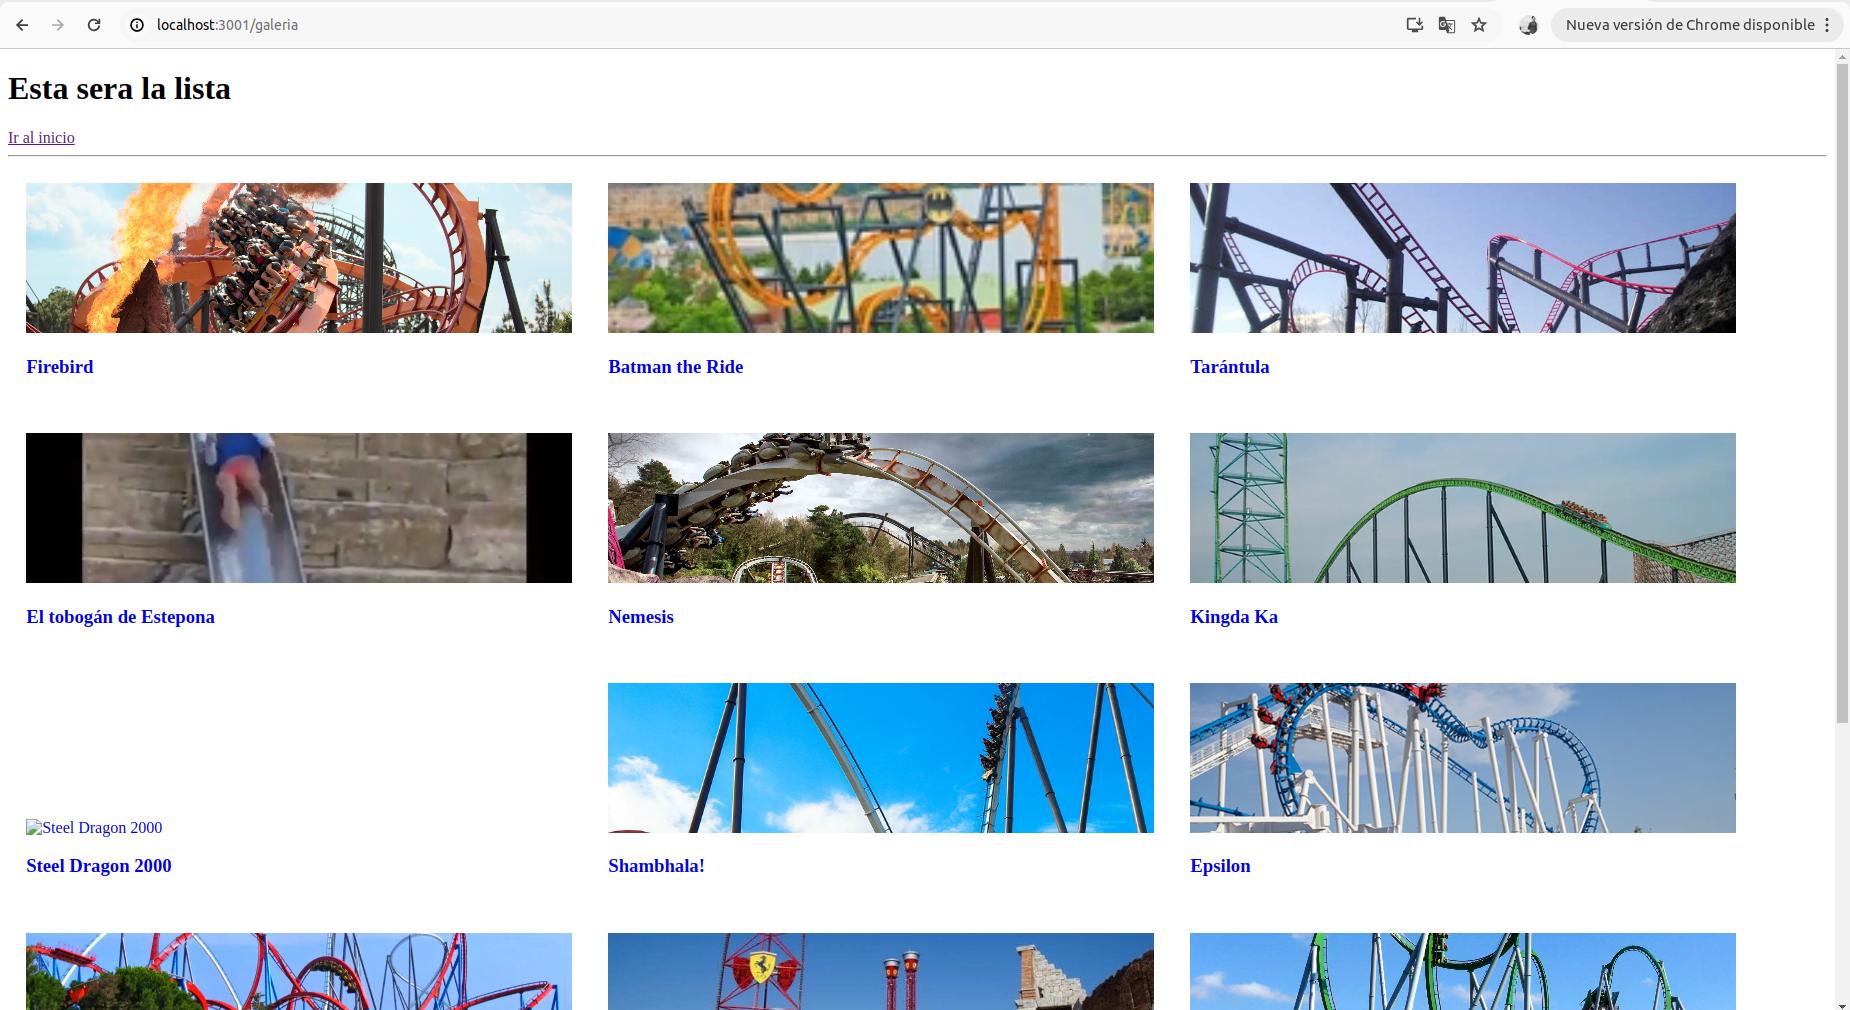 localhost:3001/galeria
Nueva versión de Chrome disponible
Esta sera la lista
Ir al inicio
Firebird
Batman the Ride
Tarántula
El tobogán de Estepona
Nemesis
Kingda Ka
Steel Dragon 2000
Steel Dragon 2000
Shambhala!
Epsilon